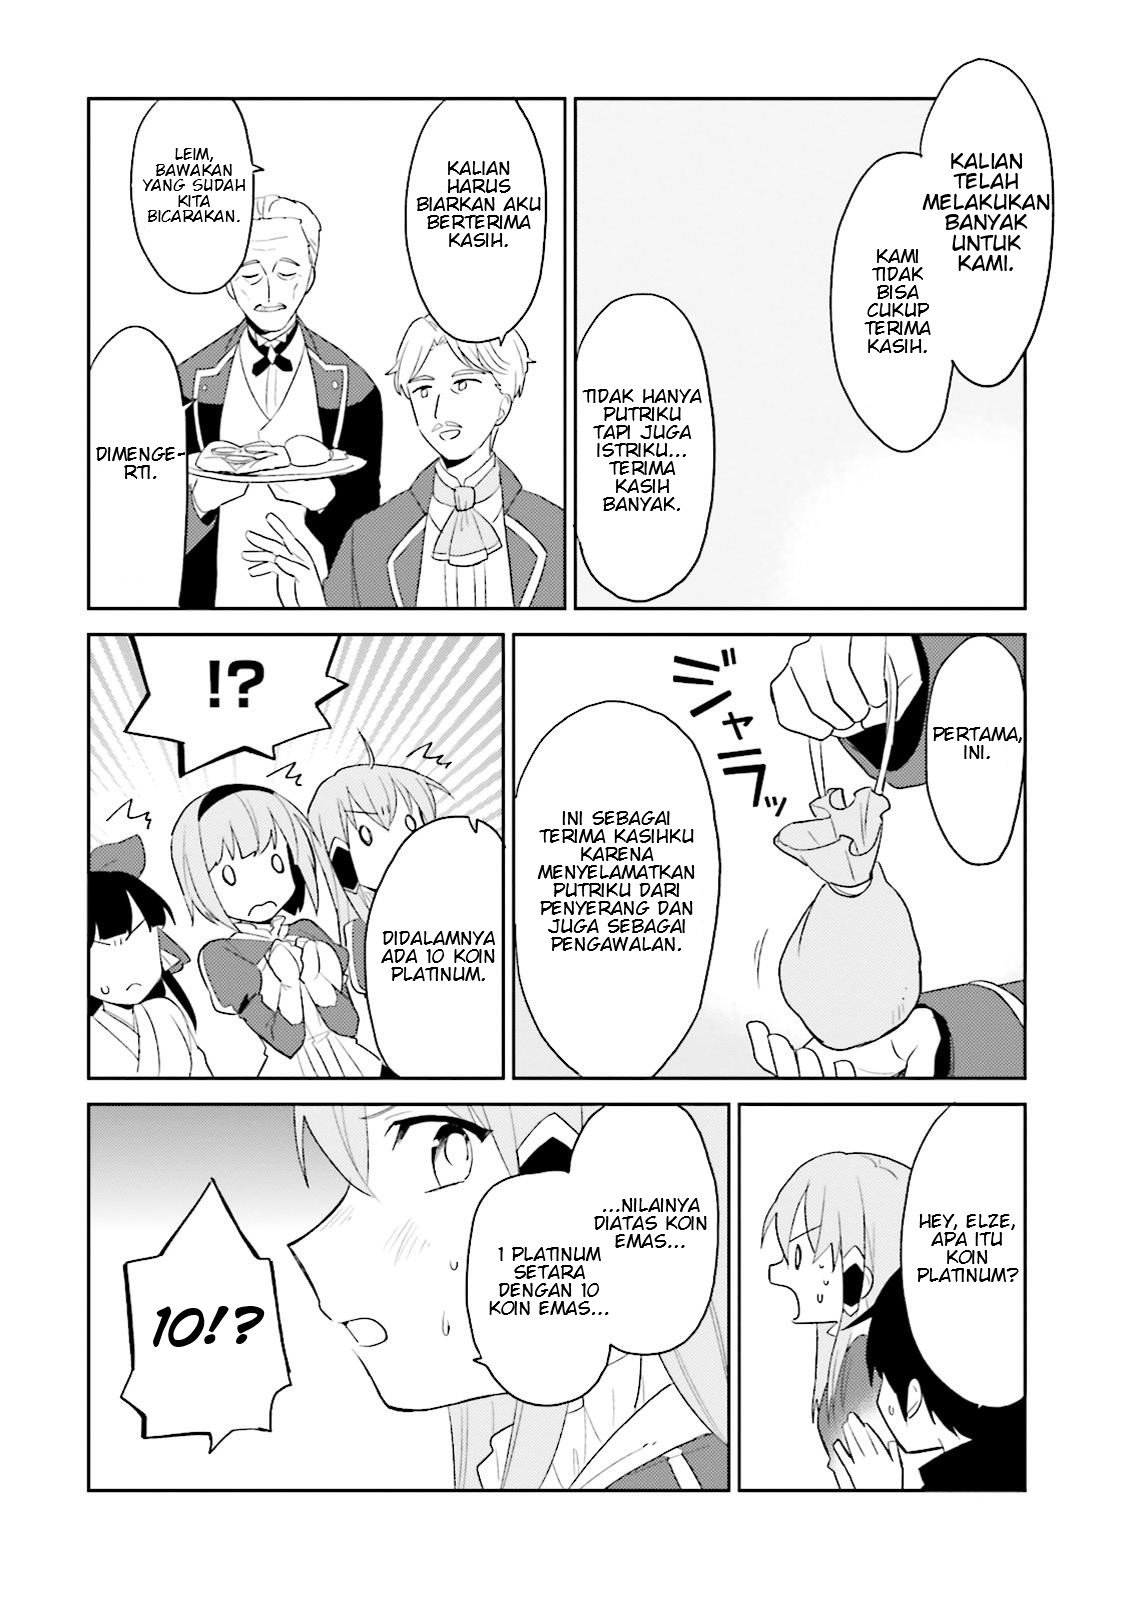 KALIAN
TELAH
MELAKUKAN
BANYAK
UNTUK
KAMI.
KAMI
TIDAK
BISA
CUKUP
TERIMA
KASIH.
TIDAK HANYA
PUTRIKU
TAPI JUGA
ISTRIKU...
TERIMA
KASIH
BANYAK.
KALIAN
HARUS
BIARKAN AKU
BERTERIMA
KASIH.
LEIM,
BAWAKAN
YANG SUDAH
KITA
BICARAKAN.
DIMENGE-
RTI.
PERTAMA,
INI.
ジャラッ
INI SEBAGAI
TERIMA KASIHKU
KARENA
MENYELAMATKAN
PUTRIKU DARI
PENYERANG DAN
JUGA SEBAGAI
PENGAWALAN.
DIDALAMNYA
ADA 10 KOIN
PLATINUM.
!?
HEY, ELZE,
APA ITU
KOIN
PLATINUM?
...NILAINYA
DIATAS KOIN
EMAS...
1 PLATINUM
SETARA
DENGAN 10
KOIN EMAS...
10!?